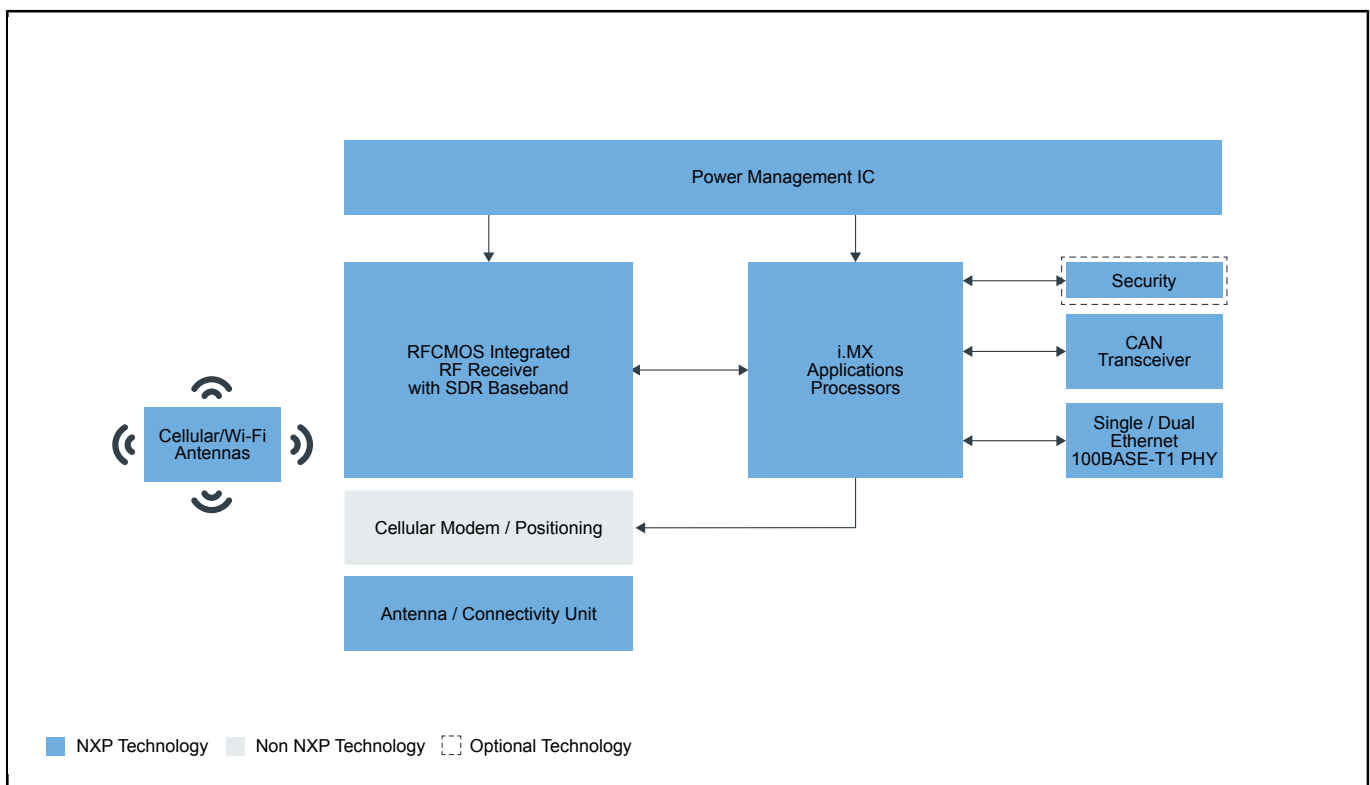 Power Management IC
RFCMOS Integrated
RF Receiver
with SDR Baseband
i.MX
Applications
Processors
Security
CAN
Transceiver
Single / Dual
Ethernet
100BASE-T1 PHY
Cellular/Wi-Fi
Antennas
Cellular Modem / Positioning
Antenna / Connectivity Unit
NXP Technology
Non NXP Technology
Optional Technology